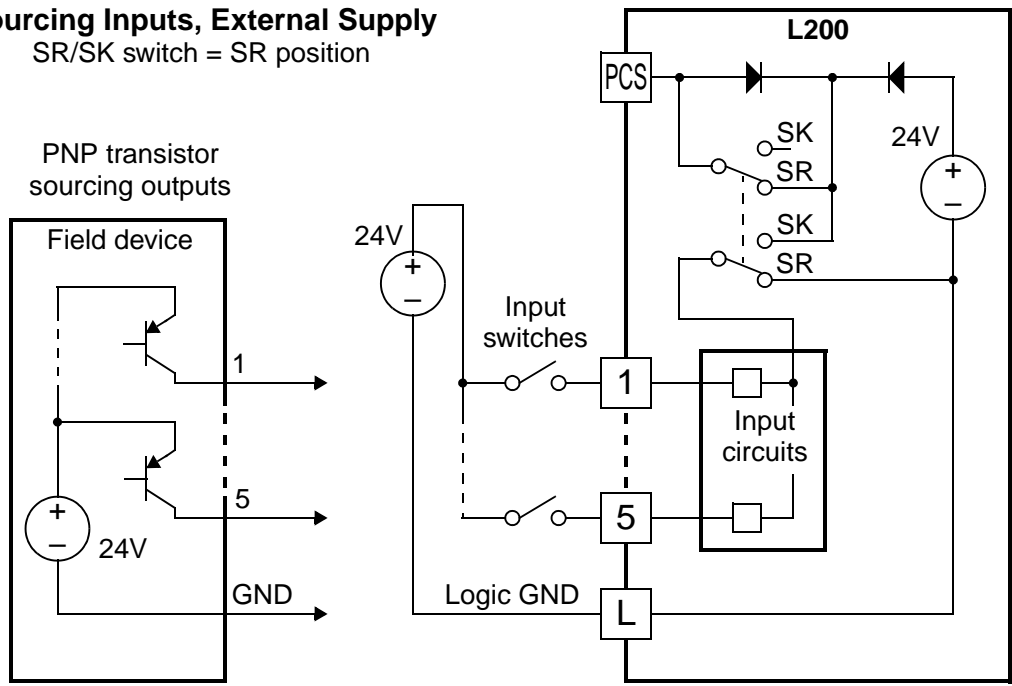 ourcing Inputs, External Supply
SR/SK switch = SR position
L200
PCS
PNP transistor
sourcing outputs
SK
SR
24V
+
–
Field device
24V
+
–
SK
SR
Input
switches
1
1
Input
circuits
5
5
+
–
24V
GND
Logic GND
L